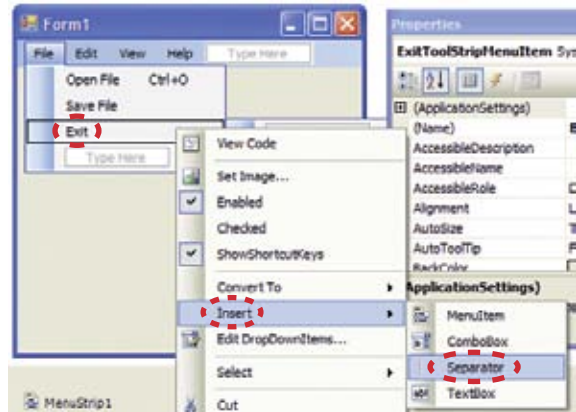 Form1
File Edit View Help Type Here
Open File Ctrl+O
Save File
Exit
Type Here
View Code
Set Image...
Enabled
Checked
ShowShortcutKeys
Convert To
Insert
Edit DropDownItems...
Select
Cut
MenuStrip1
Properties
ExitToolStripMenuItem Sys
(ApplicationSettings)
(Name)
AccessibleDescription
AccessibleName
AccessibleRole
Alignment
AutoSize
AutoToolTip
BackColor
ApplicationSettings)
MenuItem
ComboBox
Separator
TextBox